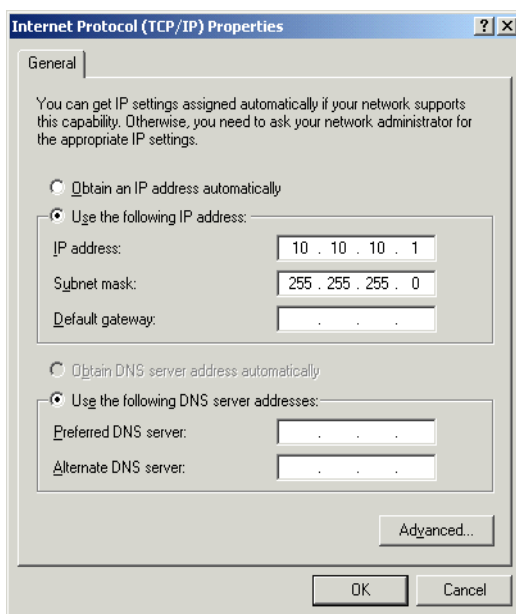 Internet Protocol (TCP/IP) Properties
General
You can get IP settings assigned automatically if your network supports
this capability. Otherwise, you need to ask your network administrator for
the appropriate IP settings.
Obtain an IP address automatically
Use the following IP address:
IP address: 10 . 10 . 10 . 1
Subnet mask: 255 . 255 . 255 . 0
Default gateway: . . .
Obtain DNS server address automatically
Use the following DNS server addresses:
Preferred DNS server: . . .
Alternate DNS server: . . .
Advanced...
OK Cancel